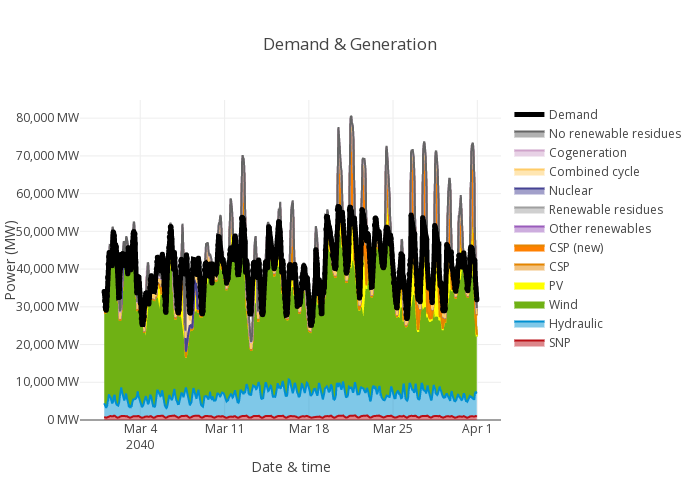 Demand & Generation
80,000 MW
70,000 MW
60,000 MW
50,000 MW
40,000 MW
30,000 MW
20,000 MW
10,000 MW
0 MW
Power (MW)
Mar 4
2040
Mar 11
Mar 18
Mar 25
Apr 1
Date & time
Demand
No renewable residues
Cogeneration
Combined cycle
Nuclear
Renewable residues
Other renewables
CSP (new)
CSP
PV
Wind
Hydraulic
SNP